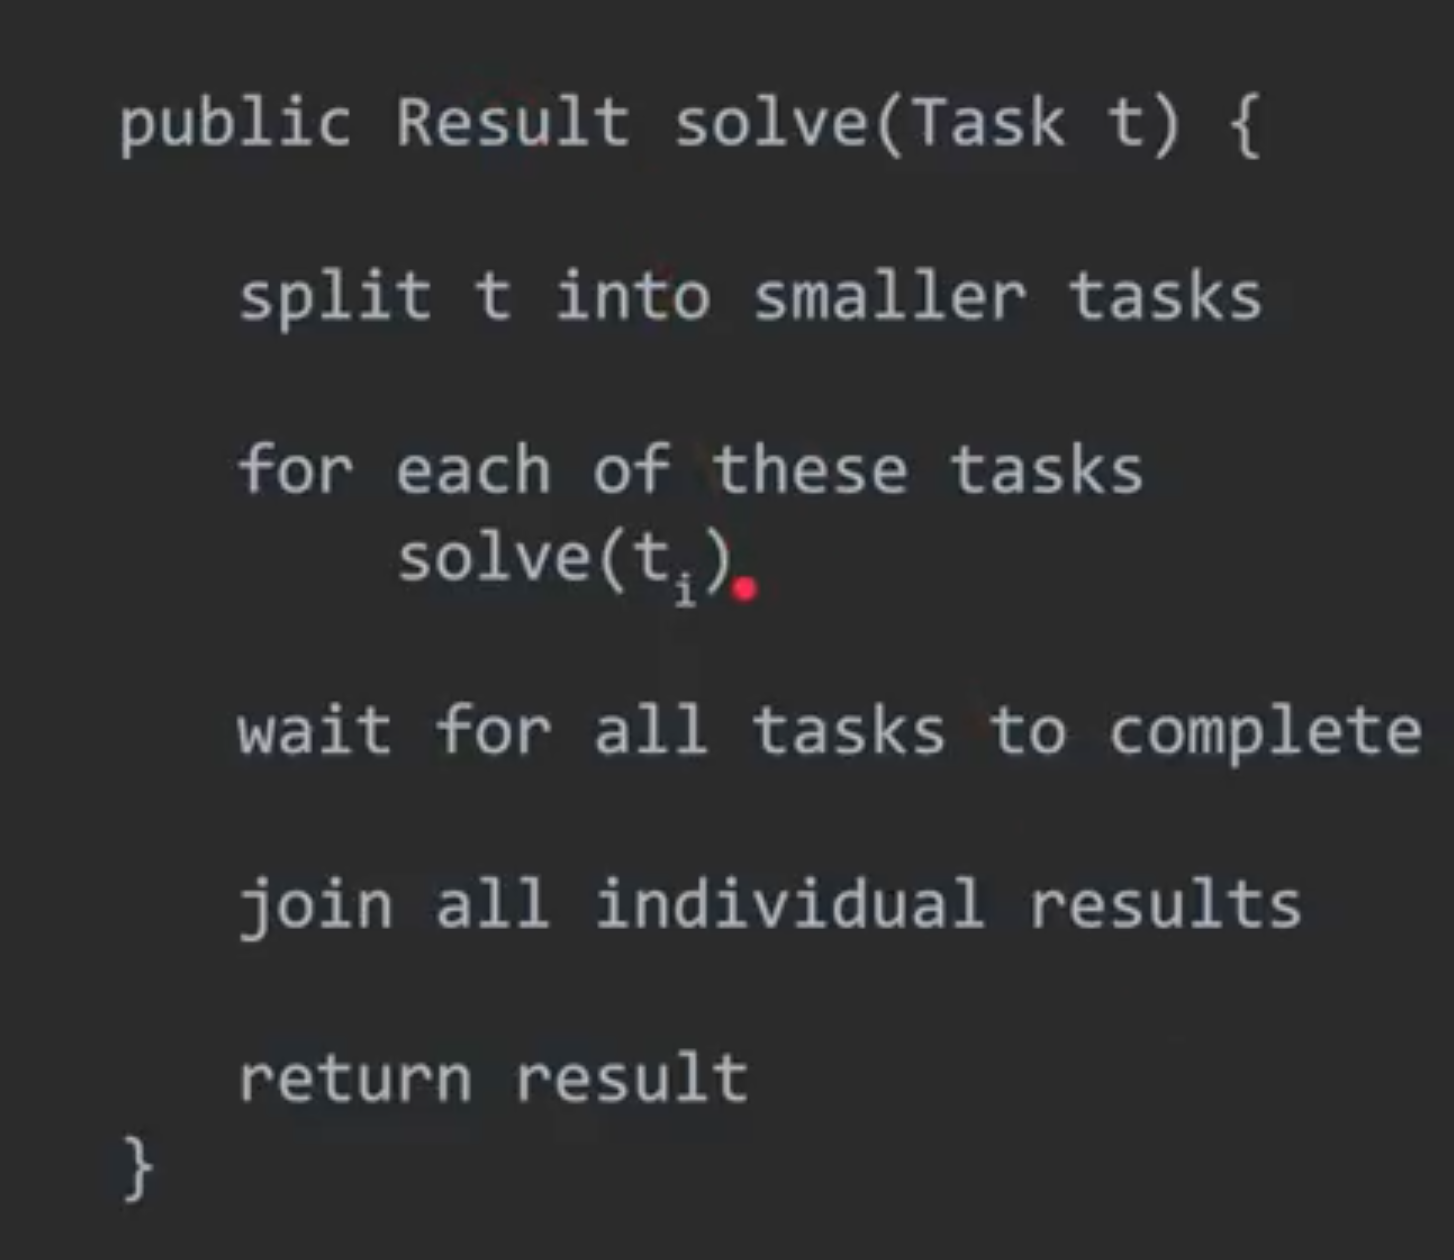 public Result solve(Task t) {
split t into smaller tasks
for each of these tasks
solve(tᵢ)
wait for all tasks to complete
join all individual results
return result
}